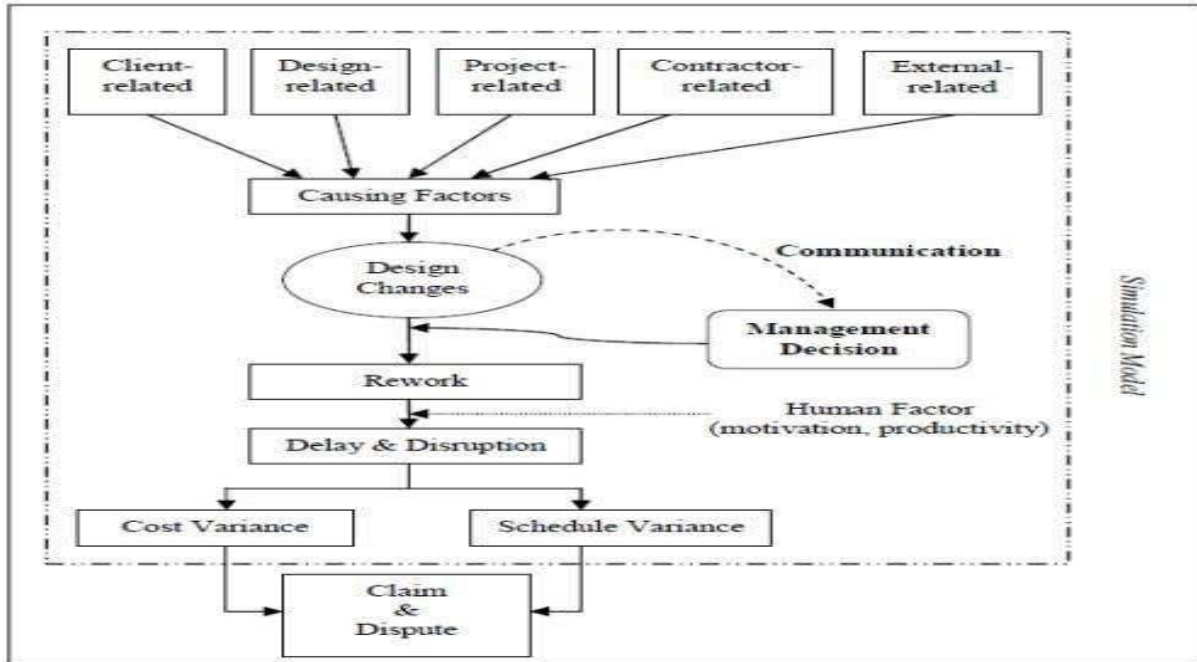 Client-
related
Design-
related
Project-
related
Contractor-
related
External-
related
Causing Factors
Design
Changes
Communication
Management
Decision
Rework
Human Factor
(motivation, productivity)
Delay & Disruption
Cost Variance
Schedule Variance
Claim
&
Dispute
Simulation Model